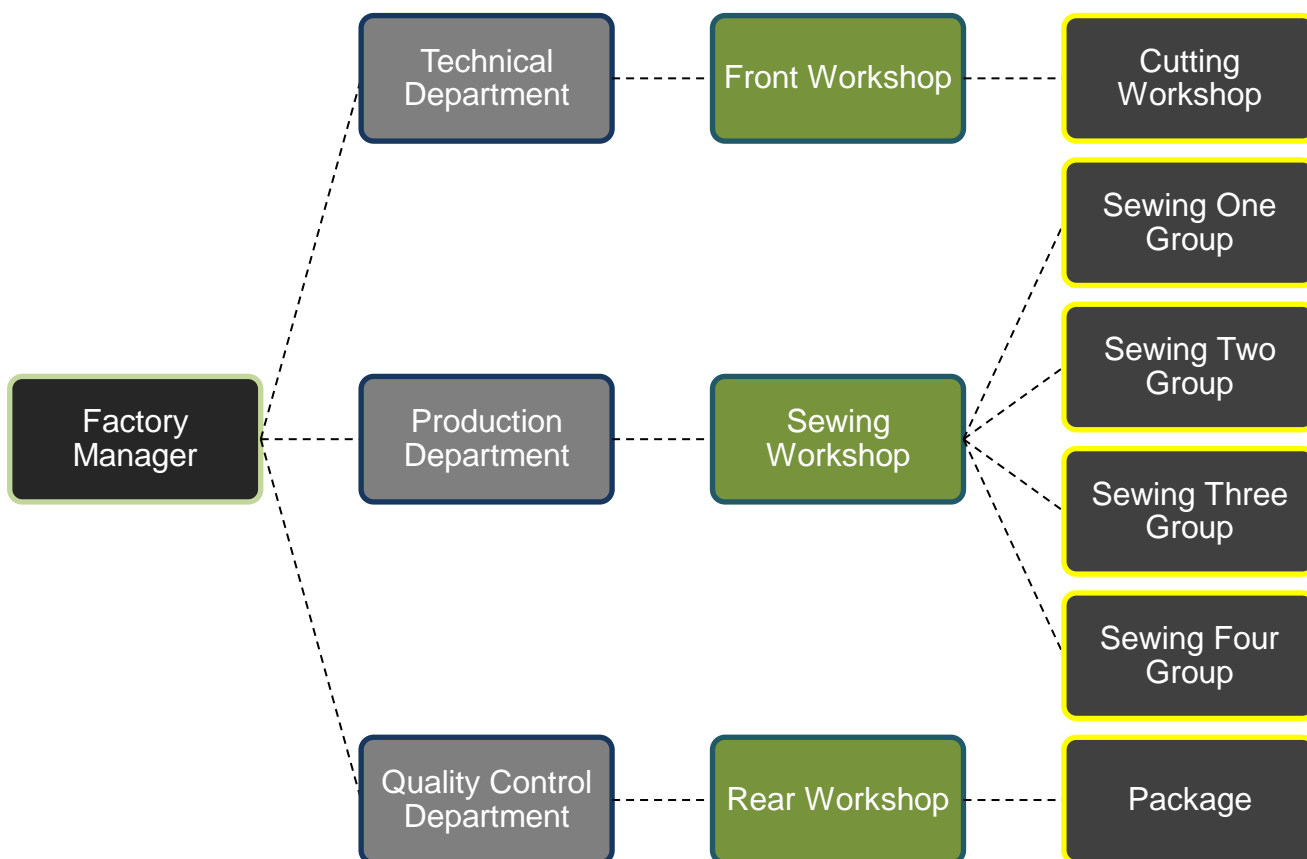 Technical
Department
Front Workshop
Cutting
Workshop
Sewing One
Group
Sewing Two
Group
Factory
Manager
Production
Department
Sewing
Workshop
Sewing Three
Group
Sewing Four
Group
Quality Control
Department
Rear Workshop
Package